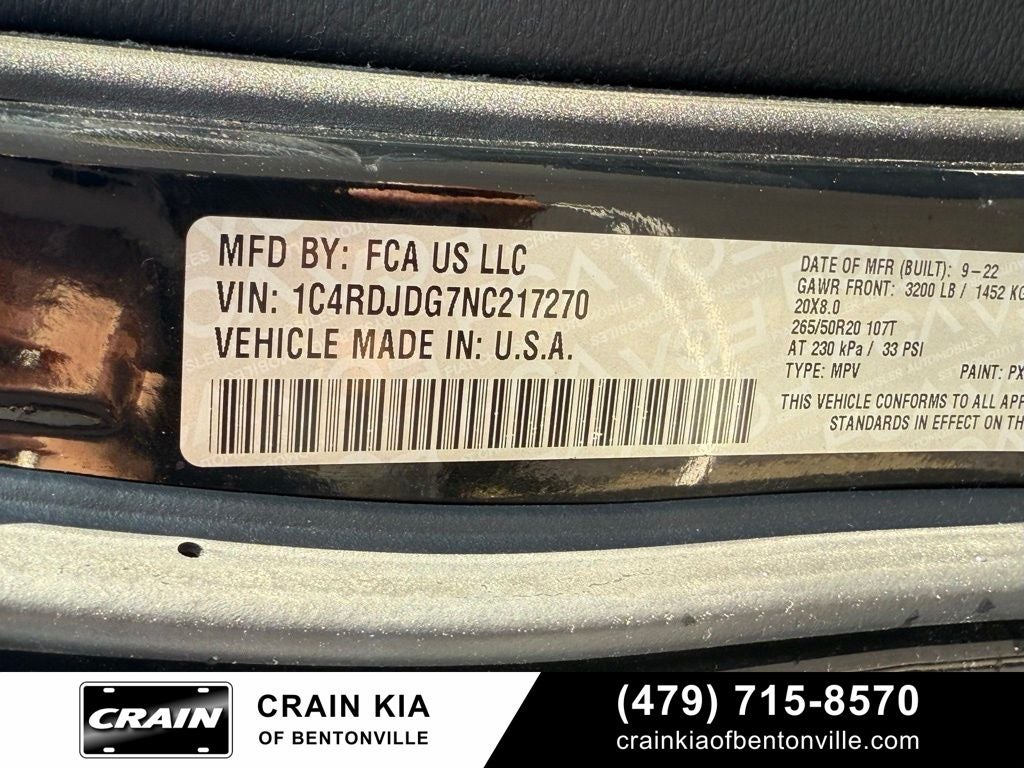 MFD BY: FCA US LLC
VIN: 1C4RDJDG7NC217270
VEHICLE MADE IN: U.S.A.
DATE OF MFR (BUILT): 9-22
GAWR FRONT: 3200 LB / 1452 KG
20X8.0
265/50R20 107T
AT 230 kPa / 33 PSI
TYPE: MPV PAINT: PX
THIS VEHICLE CONFORMS TO ALL APP
STANDARDS IN EFFECT ON TH
CRAIN
CRAIN KIA
OF BENTONVILLE
(479) 715-8570
crainkiaofbentonville.com